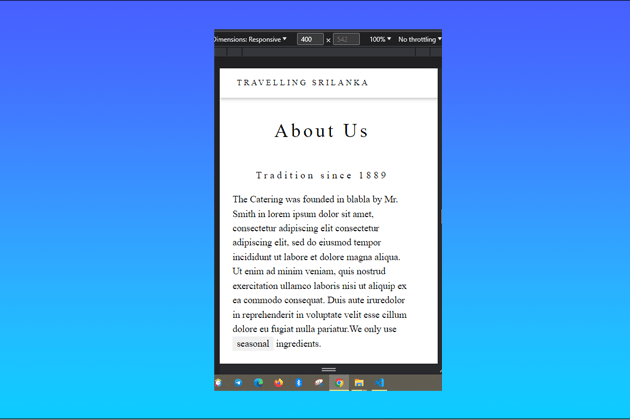 Dimensions: Responsive 400 × 542 100% No throttling
TRAVELLING SRILANKA
About Us
Tradition since 1889
The Catering was founded in blabla by Mr.
Smith in lorem ipsum dolor sit amet,
consectetur adipiscing elit consectetur
adipiscing elit, sed do eiusmod tempor
incididunt ut labore et dolore magna aliqua.
Ut enim ad minim veniam, quis nostrud
exercitation ullamco laboris nisi ut aliquip ex
ea commodo consequat. Duis aute iruredolor
in reprehenderit in voluptate velit esse cillum
dolore eu fugiat nulla pariatur.We only use
seasonal ingredients.